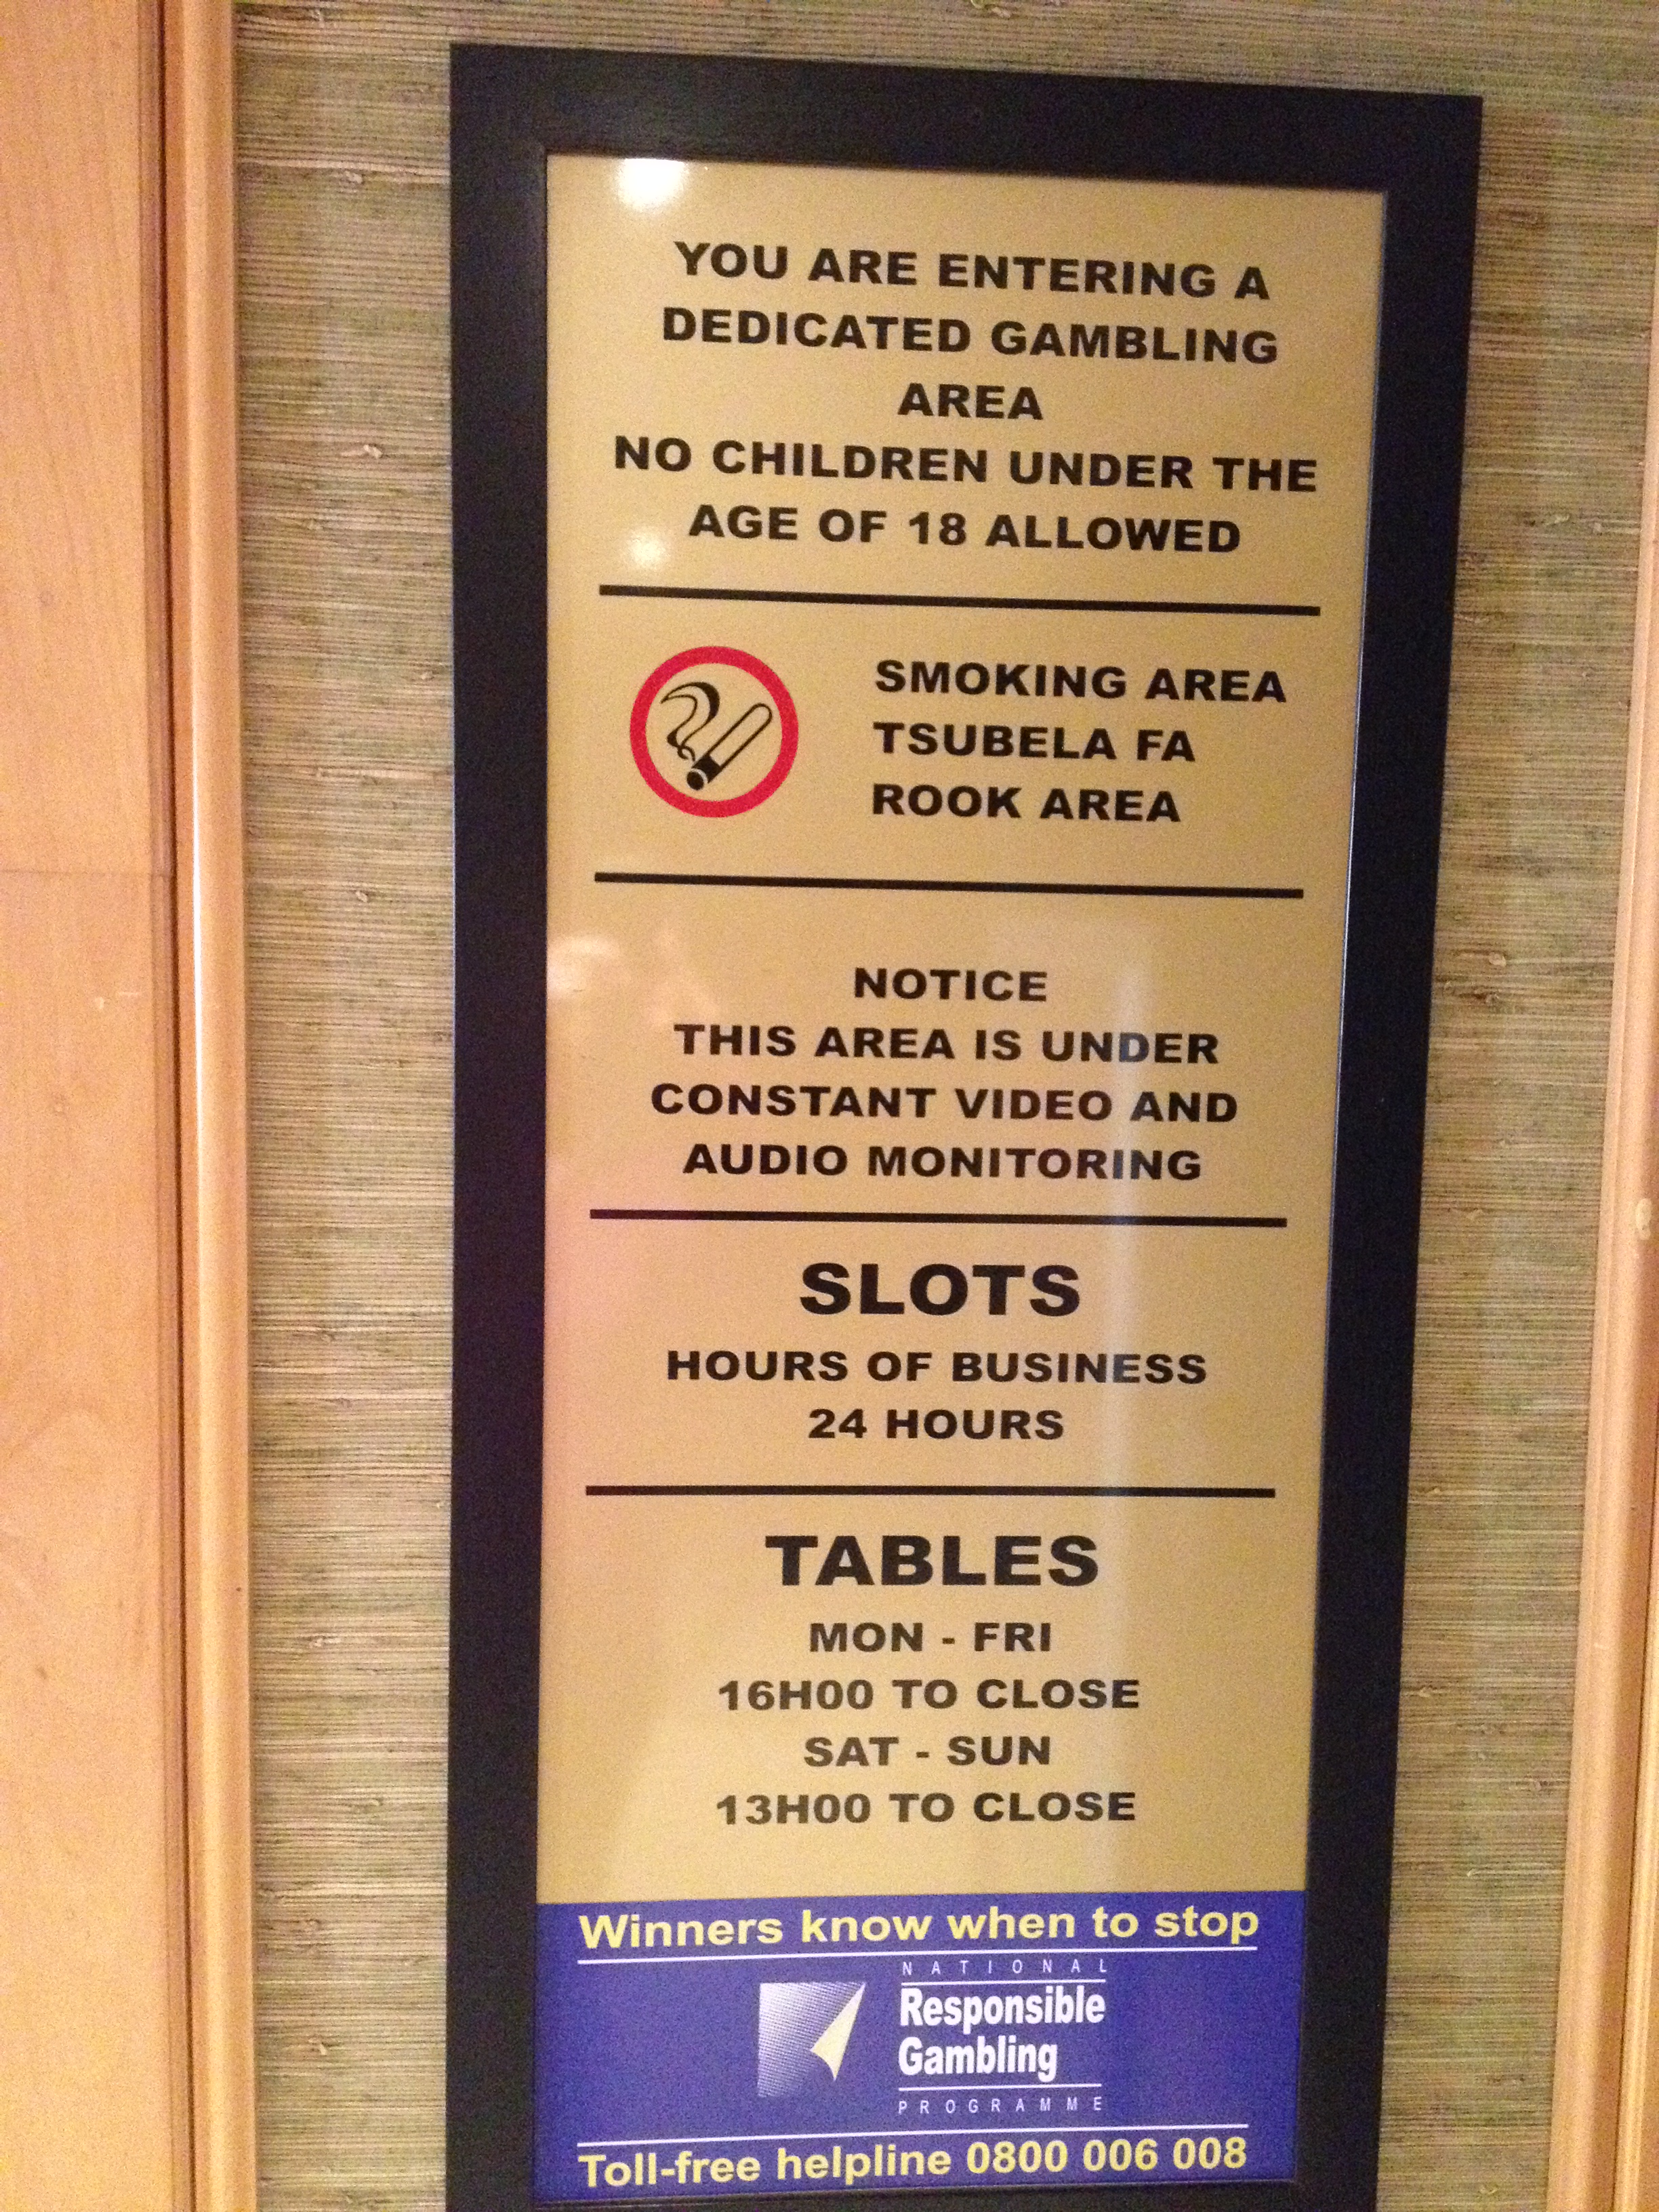 YOU ARE ENTERING A
DEDICATED GAMBLING
AREA
NO CHILDREN UNDER THE
AGE OF 18 ALLOWED
SMOKING AREA
TSUBELA FA
ROOK AREA
NOTICE
THIS AREA IS UNDER
CONSTANT VIDEO AND
AUDIO MONITORING
SLOTS
HOURS OF BUSINESS
24 HOURS
TABLES
MON - FRI
16H00 TO CLOSE
SAT - SUN
13H00 TO CLOSE
Winners know when to stop
NATIONAL
Responsible
Gambling
PROGRAMME
Toll-free helpline 0800 006 008